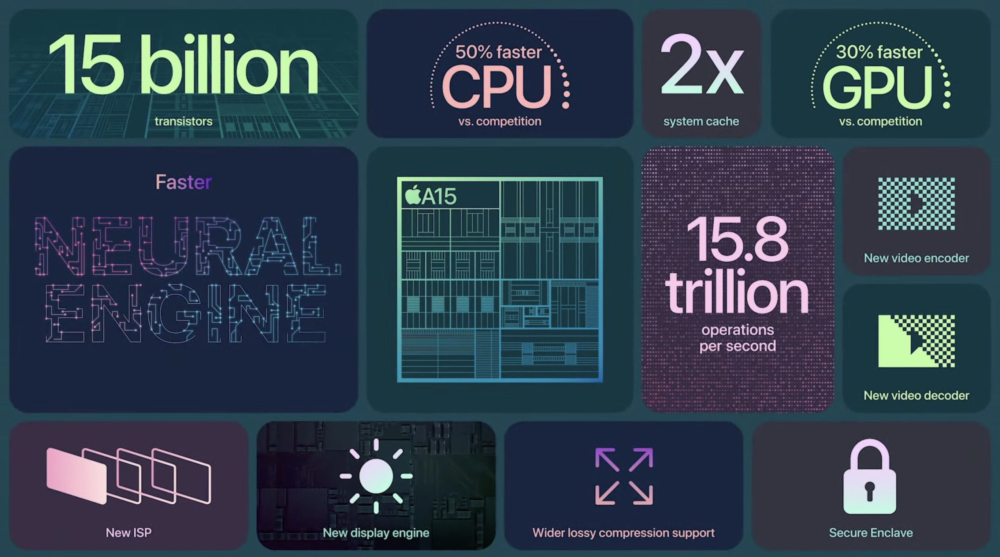 15 billion
transistors
50% faster
CPU
vs. competition
2x
system cache
30% faster
GPU
vs. competition
Faster
NEURAL
ENGINE
A15
15.8
trillion
operations
per second
New video encoder
New video decoder
New ISP
New display engine
Wider lossy compression support
Secure Enclave